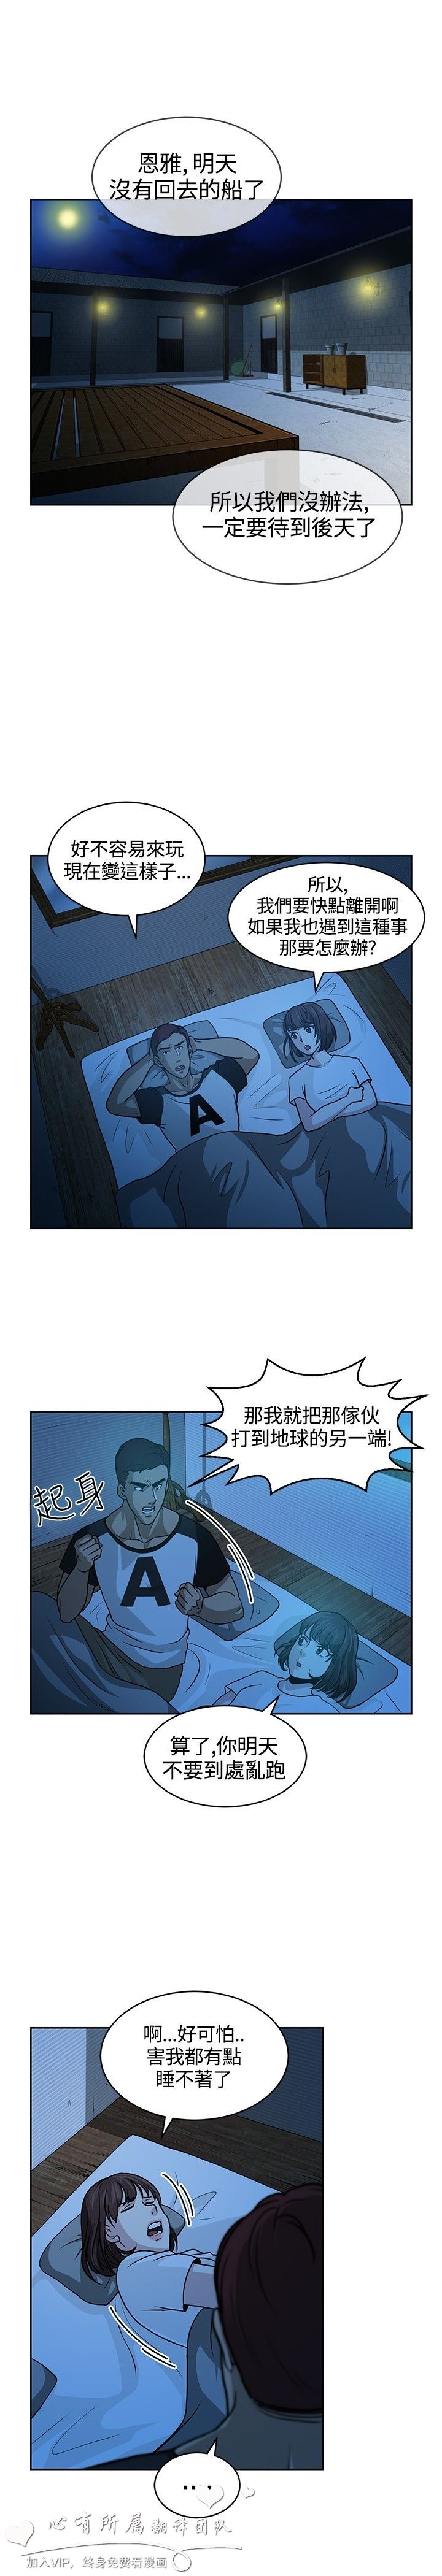 恩雅, 明天
沒有回去的船了
所以我們沒辦法,
一定要待到後天了
好不容易來玩
現在變這樣子...
所以,
我們要快點離開啊
如果我也遇到這種事
那要怎麼辦?
那我就把那傢伙
打到地球的另一端!
起身
A
算了,你明天
不要到處亂跑
啊...好可怕..
害我都有點
睡不著了
....
心有所属翻译团队
加入VIP，终身免费看漫画